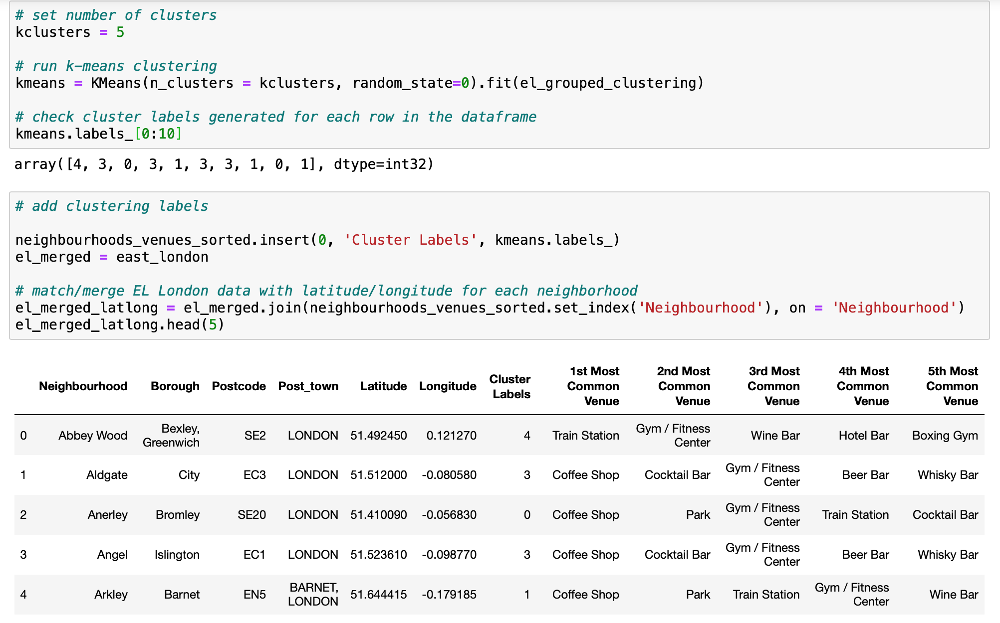 # set number of clusters
kclusters = 5
# run k-means clustering
kmeans = KMeans(n_clusters = kclusters, random_state=0).fit(el_grouped_clustering)
# check cluster labels generated for each row in the dataframe
kmeans.labels_[0:10]
array([4, 3, 0, 3, 1, 3, 3, 1, 0, 1], dtype=int32)
# add clustering labels
neighbourhoods_venues_sorted.insert(0, 'Cluster Labels', kmeans.labels_)
el_merged = east_london
# match/merge EL London data with latitude/longitude for each neighborhood
el_merged_latlong = el_merged.join(neighbourhoods_venues_sorted.set_index('Neighbourhood'), on = 'Neighbourhood')
el_merged_latlong.head(5)
Neighbourhood Borough Postcode Post_town Latitude Longitude Cluster Labels 1st Most Common Venue 2nd Most Common Venue 3rd Most Common Venue 4th Most Common Venue 5th Most Common Venue
0 Abbey Wood Bexley, Greenwich SE2 LONDON 51.492450 0.121270 4 Train Station Gym / Fitness Center Wine Bar Hotel Bar Boxing Gym
1 Aldgate City EC3 LONDON 51.512000 -0.080580 3 Coffee Shop Cocktail Bar Gym / Fitness Center Beer Bar Whisky Bar
2 Anerley Bromley SE20 LONDON 51.410090 -0.056830 0 Coffee Shop Park Gym / Fitness Center Train Station Cocktail Bar
3 Angel Islington EC1 LONDON 51.523610 -0.098770 3 Coffee Shop Cocktail Bar Gym / Fitness Center Beer Bar Whisky Bar
4 Arkley Barnet EN5 BARNET, LONDON 51.644415 -0.179185 1 Coffee Shop Park Train Station Gym / Fitness Center Wine Bar